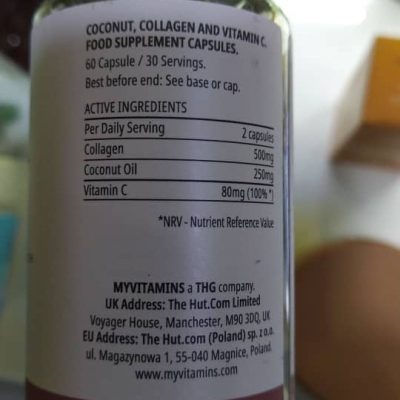 COCONUT, COLLAGEN AND VITAMIN C.
FOOD SUPPLEMENT CAPSULES.
60 Capsule / 30 Servings.
Best before end: See base or cap.
ACTIVE INGREDIENTS
Per Daily Serving 2 capsules
Collagen 500mg
Coconut Oil 250mg
Vitamin C 80mg (100%*)
*NRV - Nutrient Reference Value
MYVITAMINS a THG company.
UK Address: The Hut.Com Limited
Voyager House, Manchester, M90 3DQ, UK
EU Address: The Hut.com (Poland) sp. z o.o.
ul. Magazynowa 1, 55-040 Magnice, Poland.
www.myvitamins.com